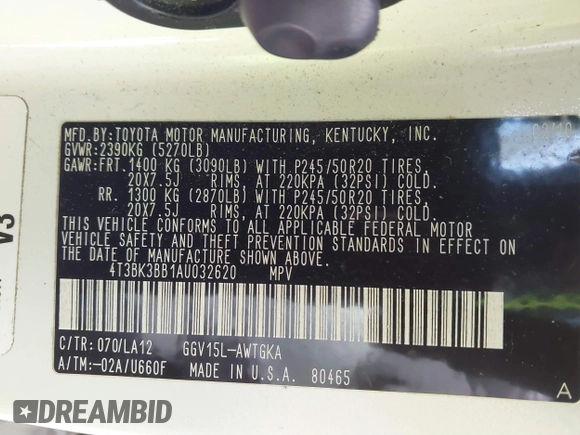 MFD.BY:TOYOTA MOTOR MANUFACTURING, KENTUCKY, INC.
GVWR:2390KG (5270LB)
GAWR:FRT.1400 KG (3090LB) WITH P245/50R20 TIRES,
20X7.5J RIMS, AT 220KPA (32PSI) COLD.
RR. 1300 KG (2870LB) WITH P245/50R20 TIRES,
20X7.5J RIMS, AT 220KPA (32PSI) COLD.
THIS VEHICLE CONFORMS TO ALL APPLICABLE FEDERAL MOTOR
VEHICLE SAFETY AND THEFT PREVENTION STANDARDS IN EFFECT ON
THE DATE OF MANUFACTURE SHOWN ABOVE.
4T3BK3BB1AU032620 MPV
C/TR: 070/LA12 GGV15L-AWTGKA
A/TM:-02A/U660F MADE IN U.S.A. 80465
A
V3
DREAMBID